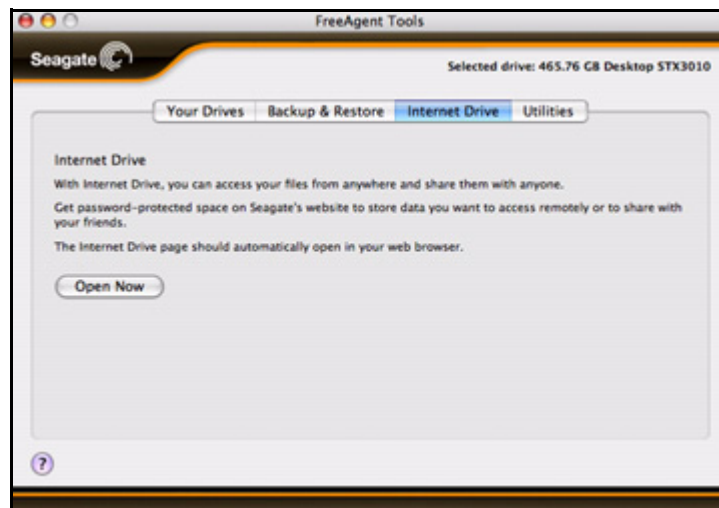 FreeAgent Tools
Seagate
Selected drive: 465.76 GB Desktop STX3010
Your Drives Backup & Restore Internet Drive Utilities
Internet Drive
With Internet Drive, you can access your files from anywhere and share them with anyone.
Get password-protected space on Seagate's website to store data you want to access remotely or to share with
your friends.
The Internet Drive page should automatically open in your web browser.
Open Now
?